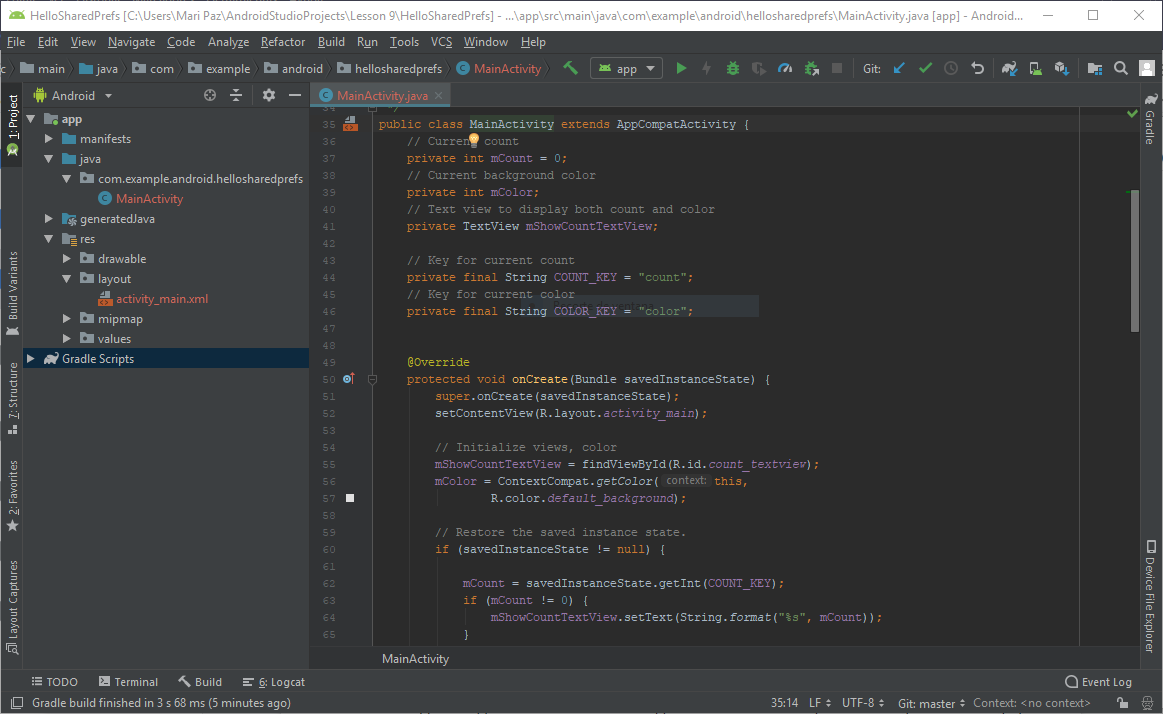 HelloSharedPrefs [C:\Users\Mari Paz\AndroidStudioProjects\Lesson 9\HelloSharedPrefs] - ...\app\src\main\java\com\example\android\hellosharedprefs\MainActivity.java [app] - Android...
File Edit View Navigate Code Analyze Refactor Build Run Tools VCS Window Help
c main java com example android hellosharedprefs MainActivity app Git:
Android
MainActivity.java
1: Project
Build Variants
7: Structure
2: Favorites
Layout Captures
app
manifests
java
com.example.android.hellosharedprefs
MainActivity
generatedJava
res
drawable
layout
activity_main.xml
mipmap
values
Gradle Scripts
34 */
35 public class MainActivity extends AppCompatActivity {
36 // Current count
37 private int mCount = 0;
38 // Current background color
39 private int mColor;
40 // Text view to display both count and color
41 private TextView mShowCountTextView;
42
43 // Key for current count
44 private final String COUNT_KEY = "count";
45 // Key for current color
46 private final String COLOR_KEY = "color";
47
48
49 @Override
50 protected void onCreate(Bundle savedInstanceState) {
51 super.onCreate(savedInstanceState);
52 setContentView(R.layout.activity_main);
53
54 // Initialize views, color
55 mShowCountTextView = findViewById(R.id.count_textview);
56 mColor = ContextCompat.getColor( context: this,
57 R.color.default_background);
58
59 // Restore the saved instance state.
60 if (savedInstanceState != null) {
61
62 mCount = savedInstanceState.getInt(COUNT_KEY);
63 if (mCount != 0) {
64 mShowCountTextView.setText(String.format("%s", mCount));
65 }
MainActivity
Gradle
Device File Explorer
TODO Terminal Build 6: Logcat Event Log
Gradle build finished in 3 s 68 ms (5 minutes ago) 35:14 LF UTF-8 Git: master Context: <no context>